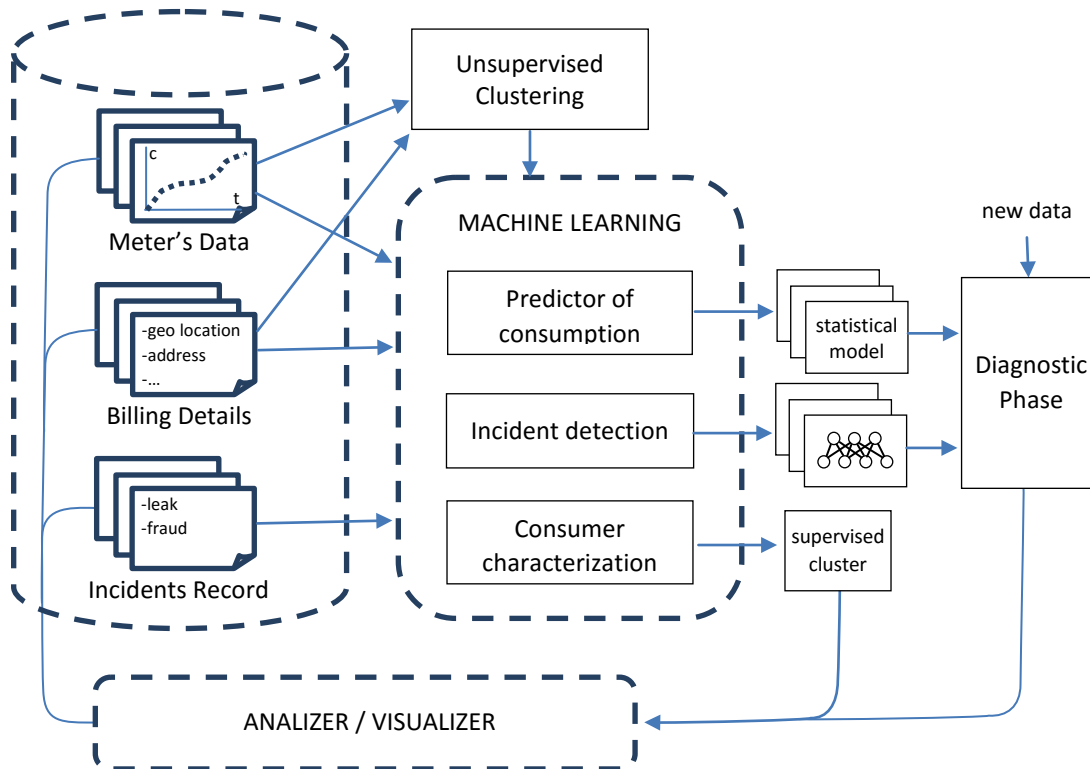 Unsupervised
Clustering
c
t
Meter's Data
MACHINE LEARNING
new data
-geo location
-address
-...
Billing Details
Predictor of
consumption
statistical
model
Diagnostic
Phase
Incident detection
-leak
-fraud
Incidents Record
Consumer
characterization
supervised
cluster
ANALIZER / VISUALIZER